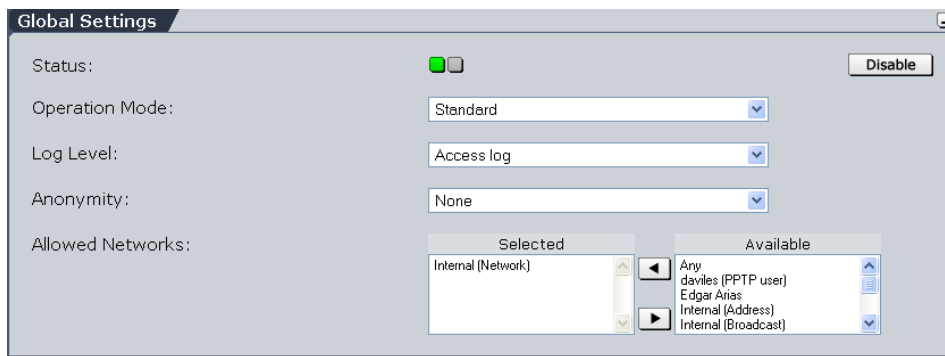 Global Settings
Status:
Disable
Operation Mode:
Standard
Log Level:
Access log
Anonymity:
None
Allowed Networks:
Selected
Available
Internal (Network)
Any
daviles (PPTP user)
Edgar Arias
Internal (Address)
Internal (Broadcast)